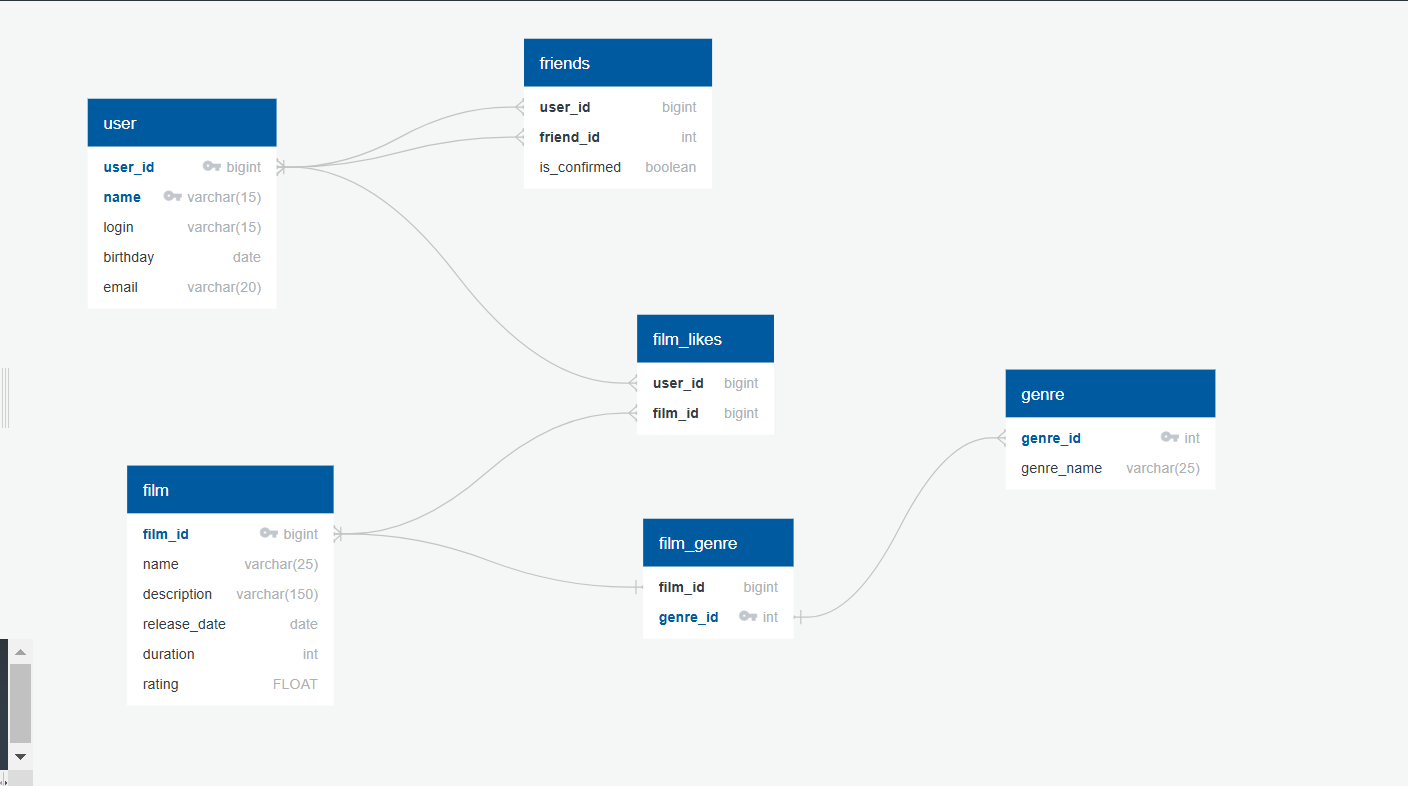 friends
user_id bigint
friend_id int
is_confirmed boolean
user
user_id bigint
name varchar(15)
login varchar(15)
birthday date
email varchar(20)
film_likes
user_id bigint
film_id bigint
genre
genre_id int
genre_name varchar(25)
film
film_id bigint
name varchar(25)
description varchar(150)
release_date date
duration int
rating FLOAT
film_genre
film_id bigint
genre_id int